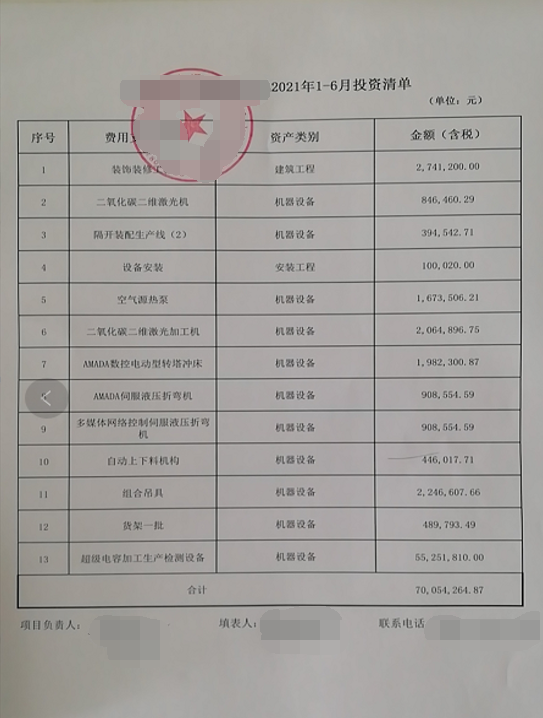 2021年1-6月投资清单
(单位：元)
序号 费用 资产类别 金额（含税）
1 装饰装修工 建筑工程 2,741,200.00
2 二氧化碳二维激光机 机器设备 846,460.29
3 隔开装配生产线（2） 机器设备 394,542.71
4 设备安装 安装工程 100,020.00
5 空气源热泵 机器设备 1,673,506.21
6 二氧化碳二维激光加工机 机器设备 2,064,896.75
7 AMADA数控电动型转塔冲床 机器设备 1,982,300.87
AMADA伺服液压折弯机 机器设备 908,554.59
9 多媒体网络控制伺服液压折弯 机器设备 908,554.59
机
10 自动上下料机构 机器设备 446,017.71
11 组合吊具 机器设备 2,246,607.66
12 货架一批 机器设备 489,793.49
13 超级电容加工生产检测设备 机器设备 55,251,810.00
合计 70,054,264.87
项目负责人： 填表人： 联系电话